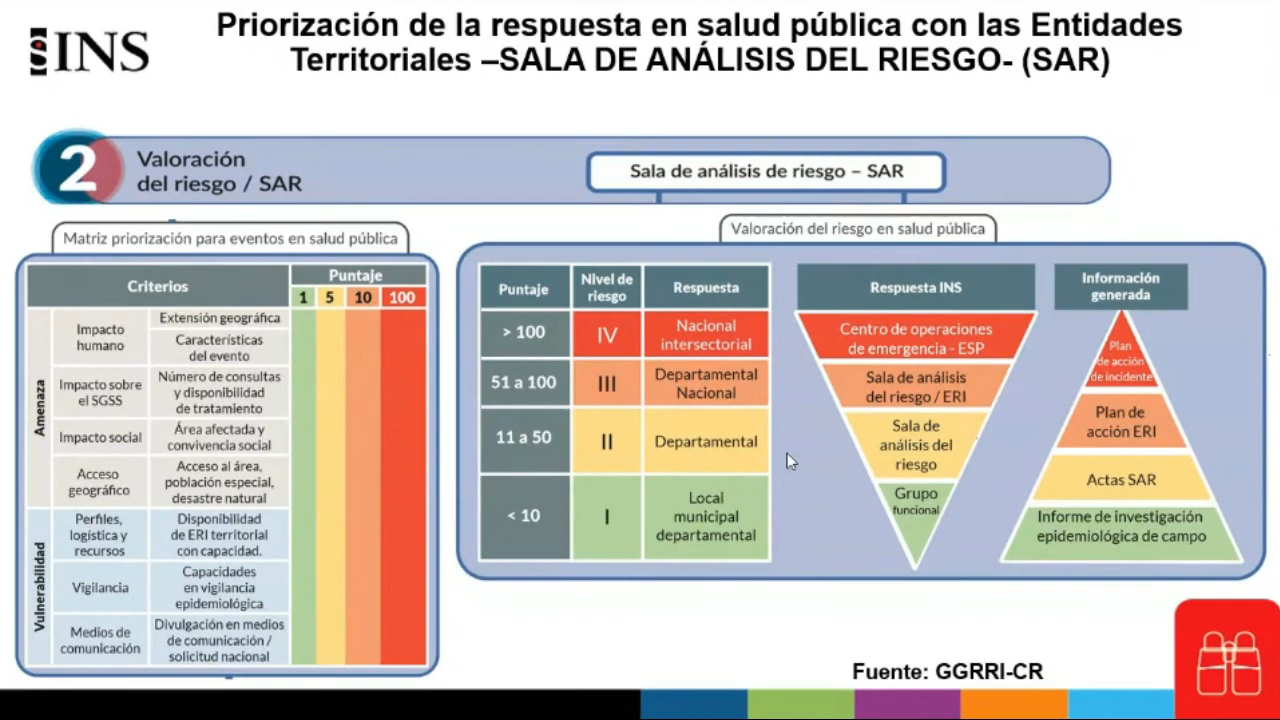 INS
Priorización de la respuesta en salud pública con las Entidades
Territoriales –SALA DE ANÁLISIS DEL RIESGO- (SAR)
2
Valoración
del riesgo / SAR
Sala de análisis de riesgo – SAR
Matriz priorización para eventos en salud pública
Criterios
Puntaje
1 5 10 100
Amenaza
Impacto
humano
Extensión geográfica
Características
del evento
Impacto sobre
el SGSS
Número de consultas
y disponibilidad
de tratamiento
Impacto social
Área afectada y
convivencia social
Acceso
geográfico
Acceso al área,
población especial,
desastre natural
Vulnerabilidad
Perfiles,
logística y
recursos
Disponibilidad
de ERI territorial
con capacidad.
Vigilancia
Capacidades
en vigilancia
epidemiológica
Medios de
comunicación
Divulgación en medios
de comunicación /
solicitud nacional
Valoración del riesgo en salud pública
Puntaje
Nivel de
riesgo
Respuesta
> 100
IV
Nacional
intersectorial
51 a 100
III
Departamental
Nacional
11 a 50
II
Departamental
< 10
I
Local
municipal
departamental
Respuesta INS
Centro de operaciones
de emergencia - ESP
Sala de análisis
del riesgo / ERI
Sala de
análisis del
riesgo
Grupo
funcional
Información
generada
Plan
de acción
de incidente
Plan de
acción ERI
Actas SAR
Informe de investigación
epidemiológica de campo
Fuente: GGRRI-CR